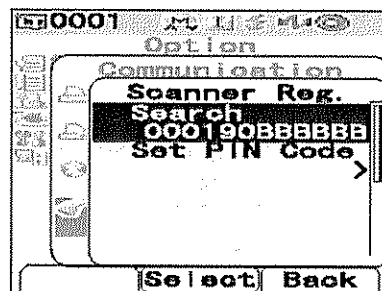 0001
Option
Communication
Scanner Reg.
Search
000190BBBBBB
Set PIN Code
>
Select Back